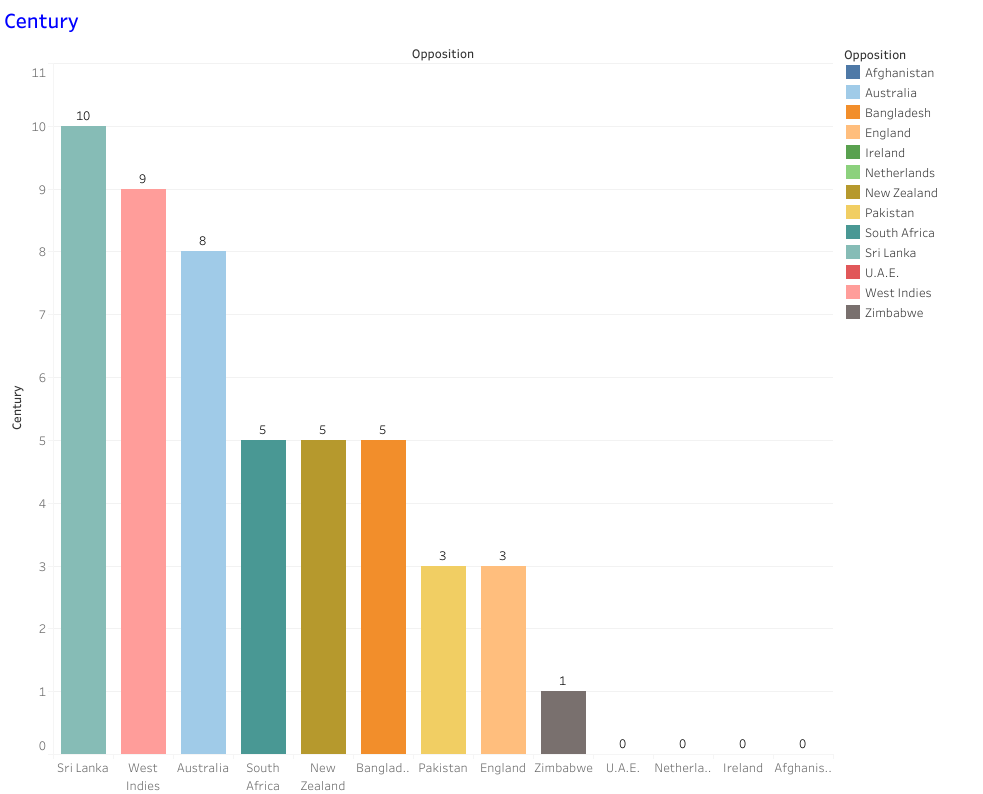 Century
Opposition
11
10
9
8
7
6
5
4
3
2
1
0
Century
10
9
8
5
5
5
3
3
1
0
0
0
0
Sri Lanka
West
Indies
Australia
South
Africa
New
Zealand
Banglad..
Pakistan
England
Zimbabwe
U.A.E.
Netherla..
Ireland
Afghanis..
Opposition
Afghanistan
Australia
Bangladesh
England
Ireland
Netherlands
New Zealand
Pakistan
South Africa
Sri Lanka
U.A.E.
West Indies
Zimbabwe